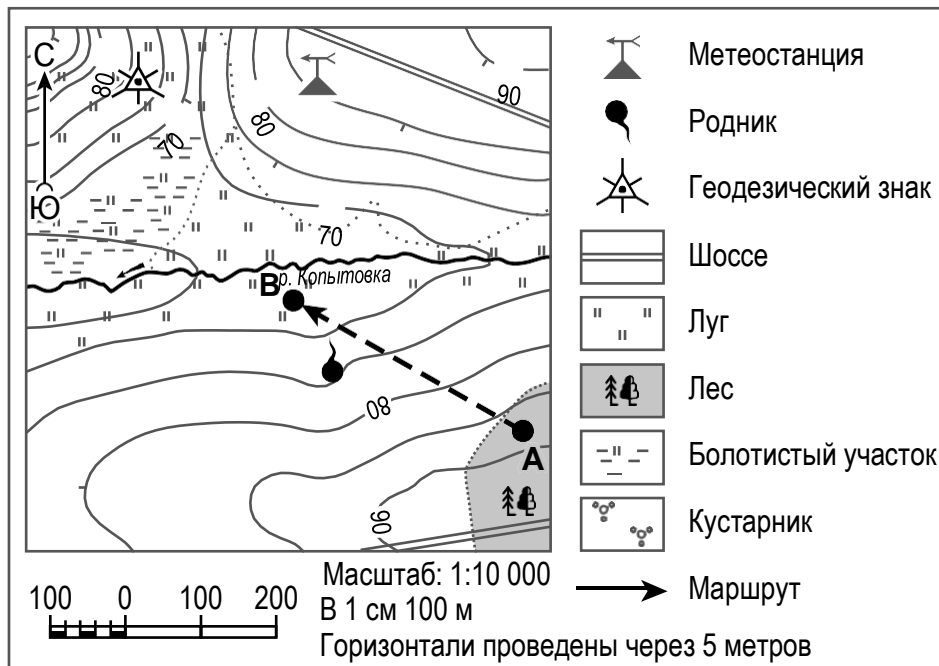 С
Ю
80
70
80
90
70
р. Копытовка
В
80
А
90
Метеостанция
Родник
Геодезический знак
Шоссе
Луг
Лес
Болотистый участок
Кустарник
Маршрут
100 0 100 200
Масштаб: 1:10 000
В 1 см 100 м
Горизонтали проведены через 5 метров